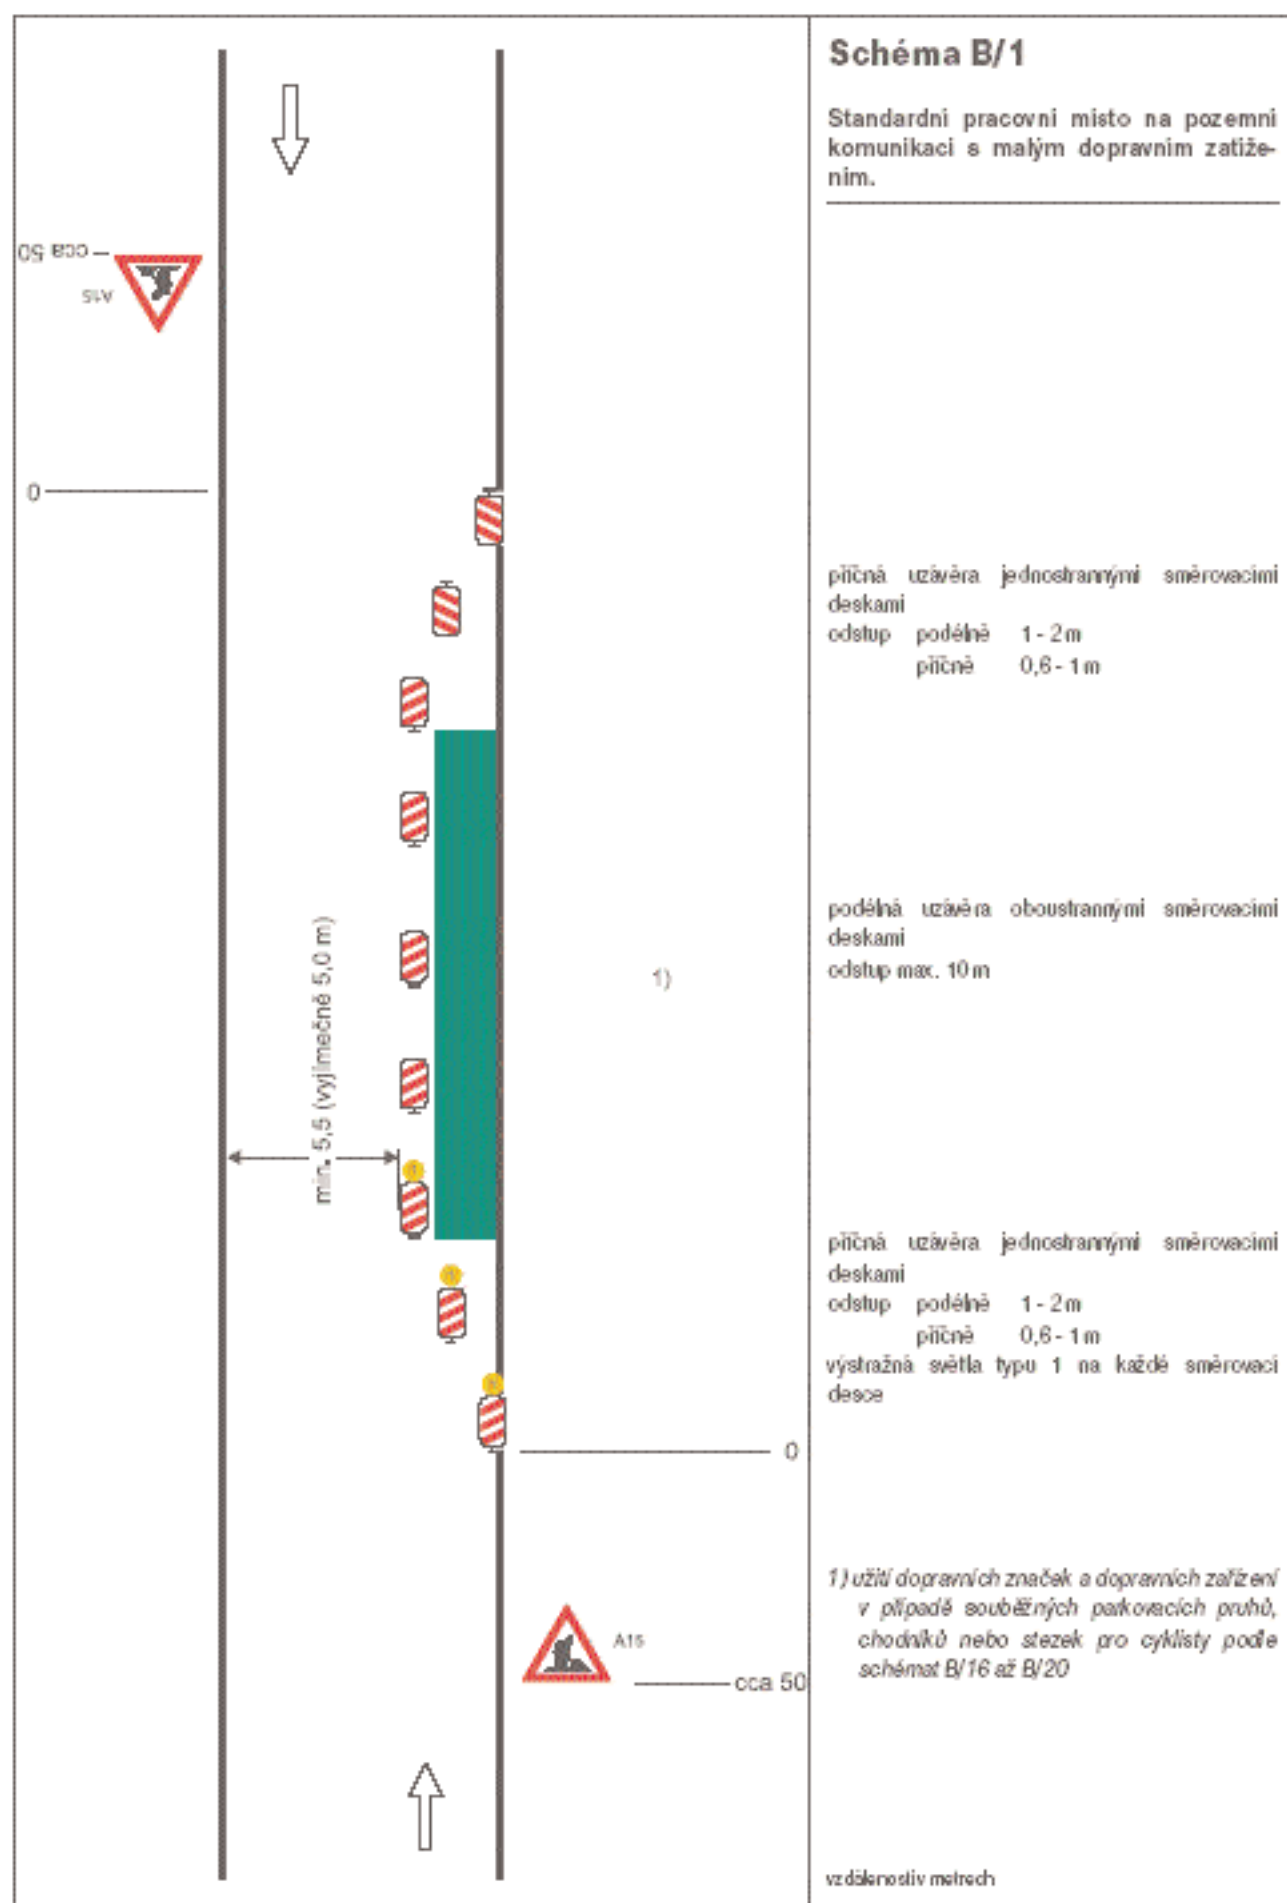 Schéma B/1
Standardní pracovní místo na pozemní
komunikaci s malým dopravním zatíže-
ním.
cca 50
A15
0
příčná uzávěra jednostrannými směrovacími
deskami
odstup podélně 1 - 2 m
příčně 0,6 - 1 m
podélná uzávěra oboustrannými směrovacími
deskami
odstup max. 10 m
min. 5,5 (vyjímečně 5,0 m)
1)
příčná uzávěra jednostrannými směrovacími
deskami
odstup podélně 1 - 2 m
příčně 0,6 - 1 m
výstražná světla typu 1 na každé směrovací
desce
0
1) užití dopravních značek a dopravních zařízení
v případě souběžných parkovacích pruhů,
chodníků nebo stezek pro cyklisty podle
schémat B/16 až B/20
A15
cca 50
vzdálenosti v metrech